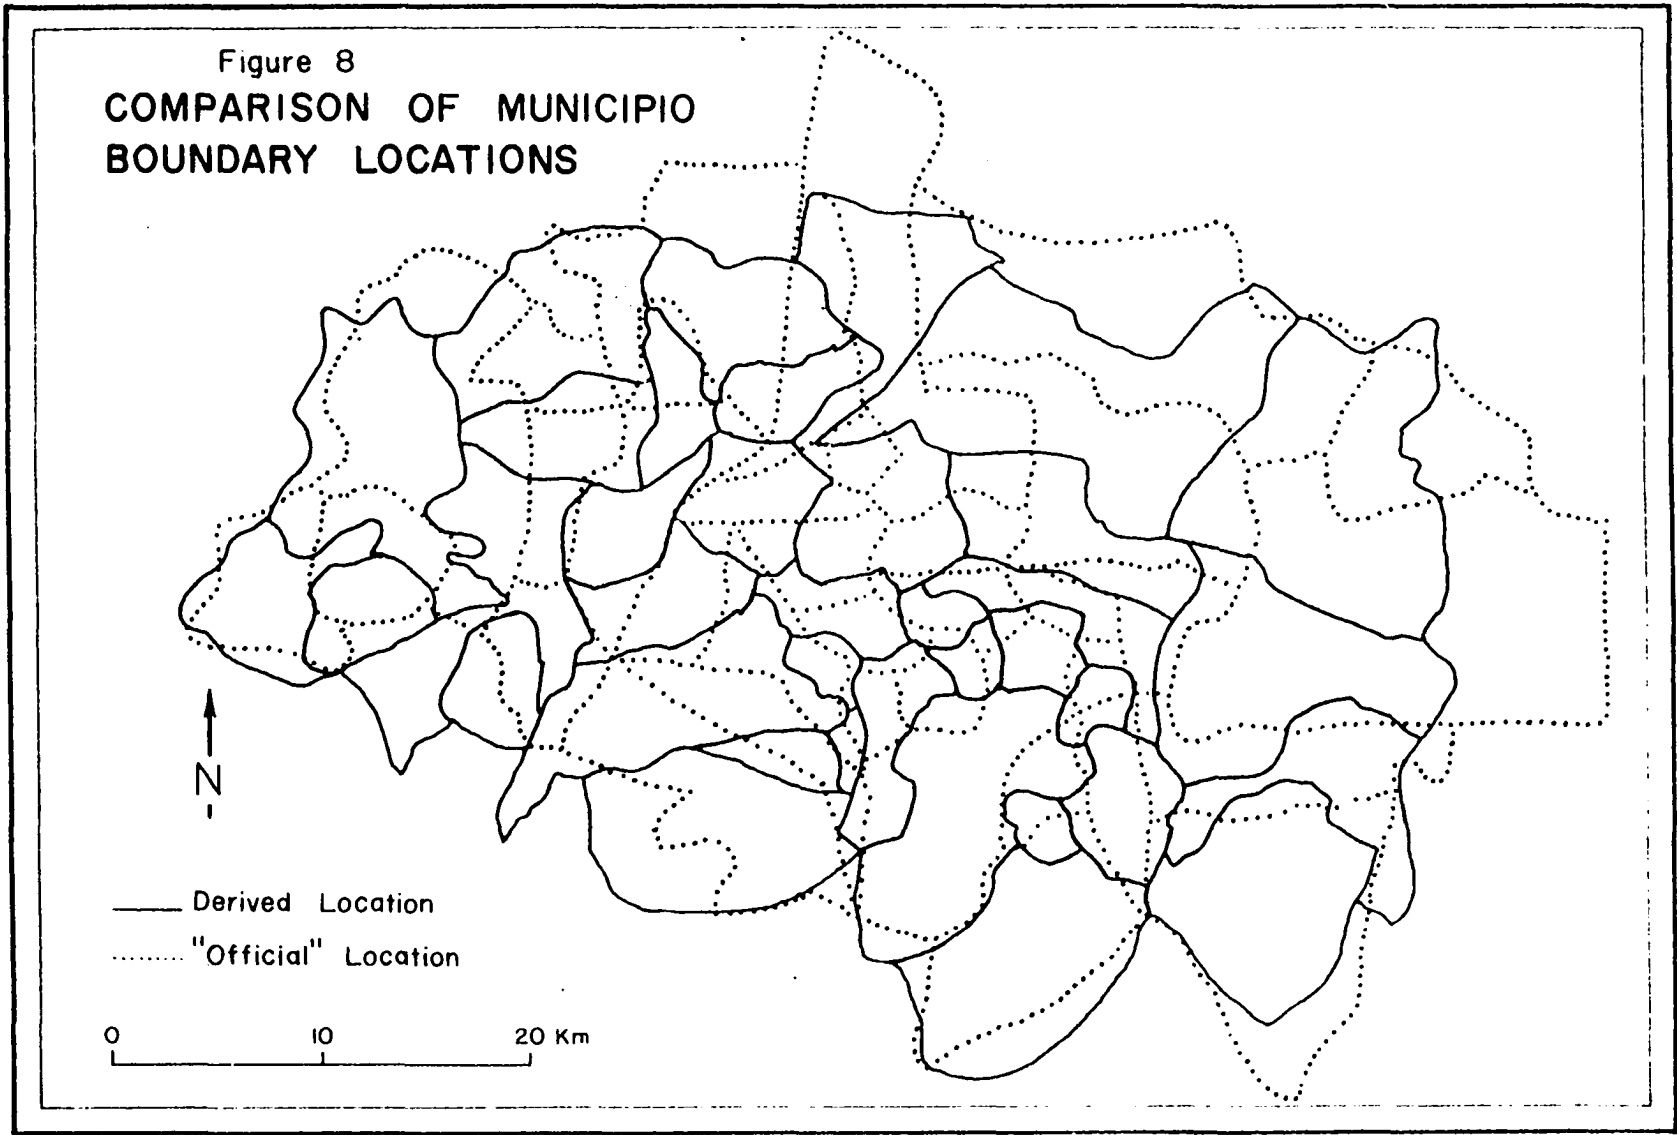 Figure 8
COMPARISON OF MUNICIPIO
BOUNDARY LOCATIONS
N
Derived Location
"Official" Location
0 10 20 Km